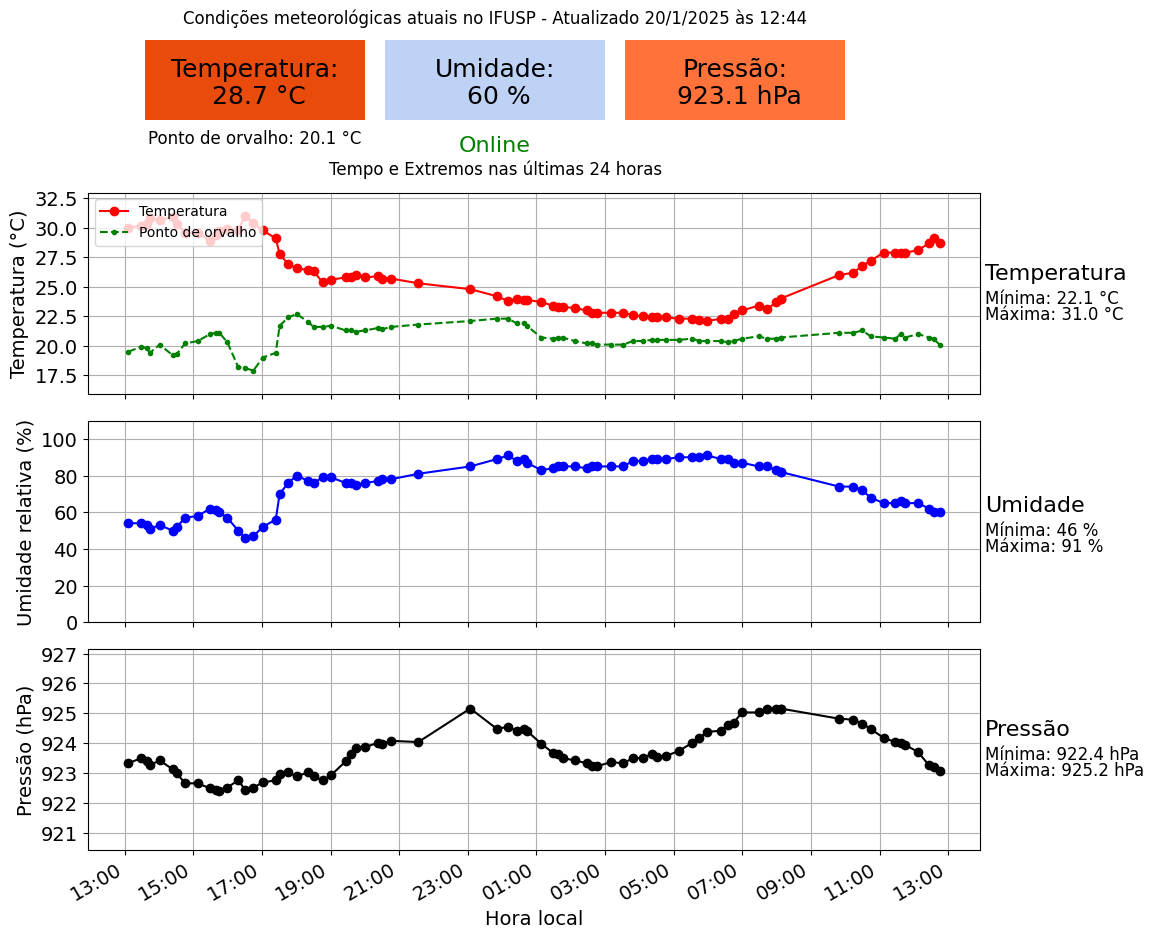 Condições meteorológicas atuais no IFUSP - Atualizado 20/1/2025 às 12:44
Temperatura:
28.7 °C
Umidade:
60 %
Pressão:
923.1 hPa
Ponto de orvalho: 20.1 °C
Online
Tempo e Extremos nas últimas 24 horas
Temperatura (°C)
32.5
30.0
27.5
25.0
22.5
20.0
17.5
Temperatura
Ponto de orvalho
Temperatura
Mínima: 22.1 °C
Máxima: 31.0 °C
Umidade relativa (%)
100
80
60
40
20
0
Umidade
Mínima: 46 %
Máxima: 91 %
Pressão (hPa)
927
926
925
924
923
922
921
Pressão
Mínima: 922.4 hPa
Máxima: 925.2 hPa
13:00 15:00 17:00 19:00 21:00 23:00 01:00 03:00 05:00 07:00 09:00 11:00 13:00
Hora local